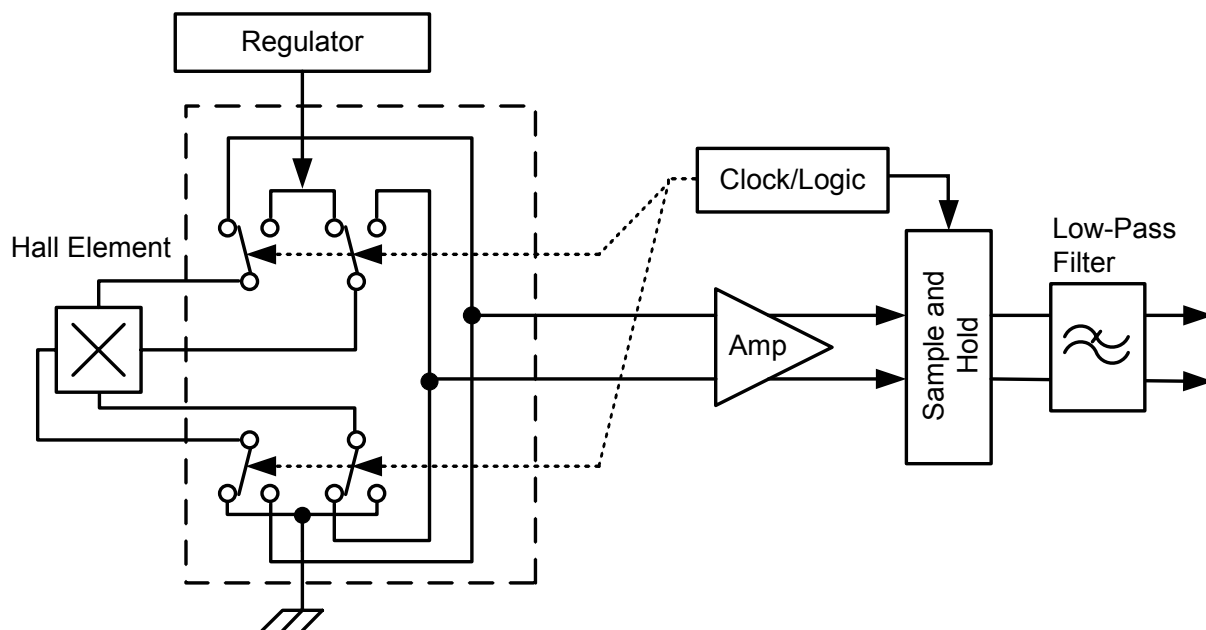 Regulator
Clock/Logic
Hall Element
Low-Pass
Filter
Amp
Sample and
Hold